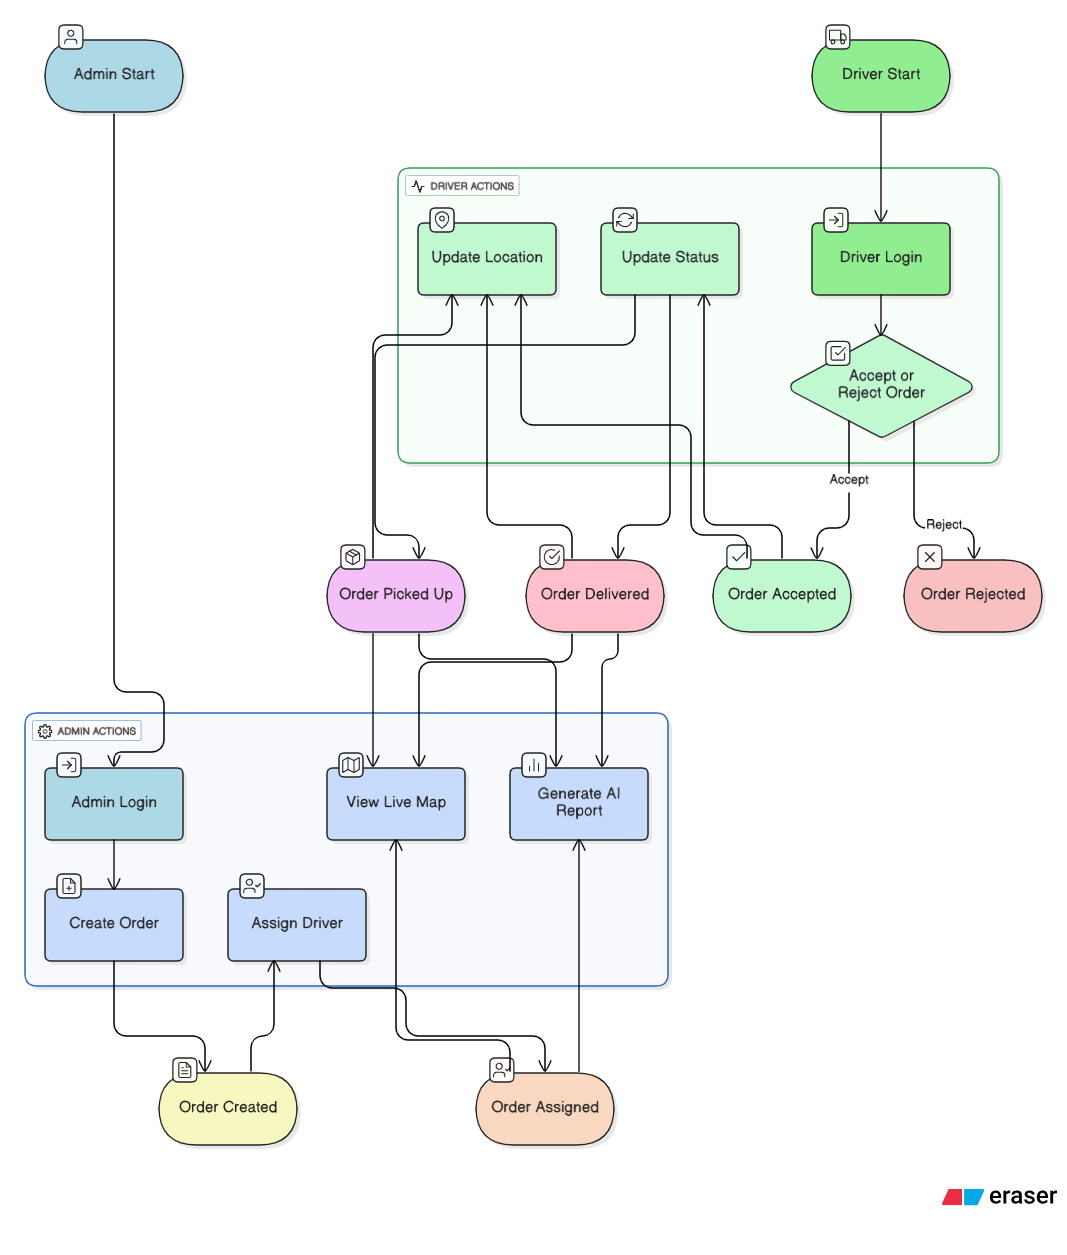 Admin Start
Driver Start
DRIVER ACTIONS
Update Location
Update Status
Driver Login
Accept or
Reject Order
Accept
Reject
Order Picked Up
Order Delivered
Order Accepted
Order Rejected
ADMIN ACTIONS
Admin Login
View Live Map
Generate AI
Report
Create Order
Assign Driver
Order Created
Order Assigned
eraser